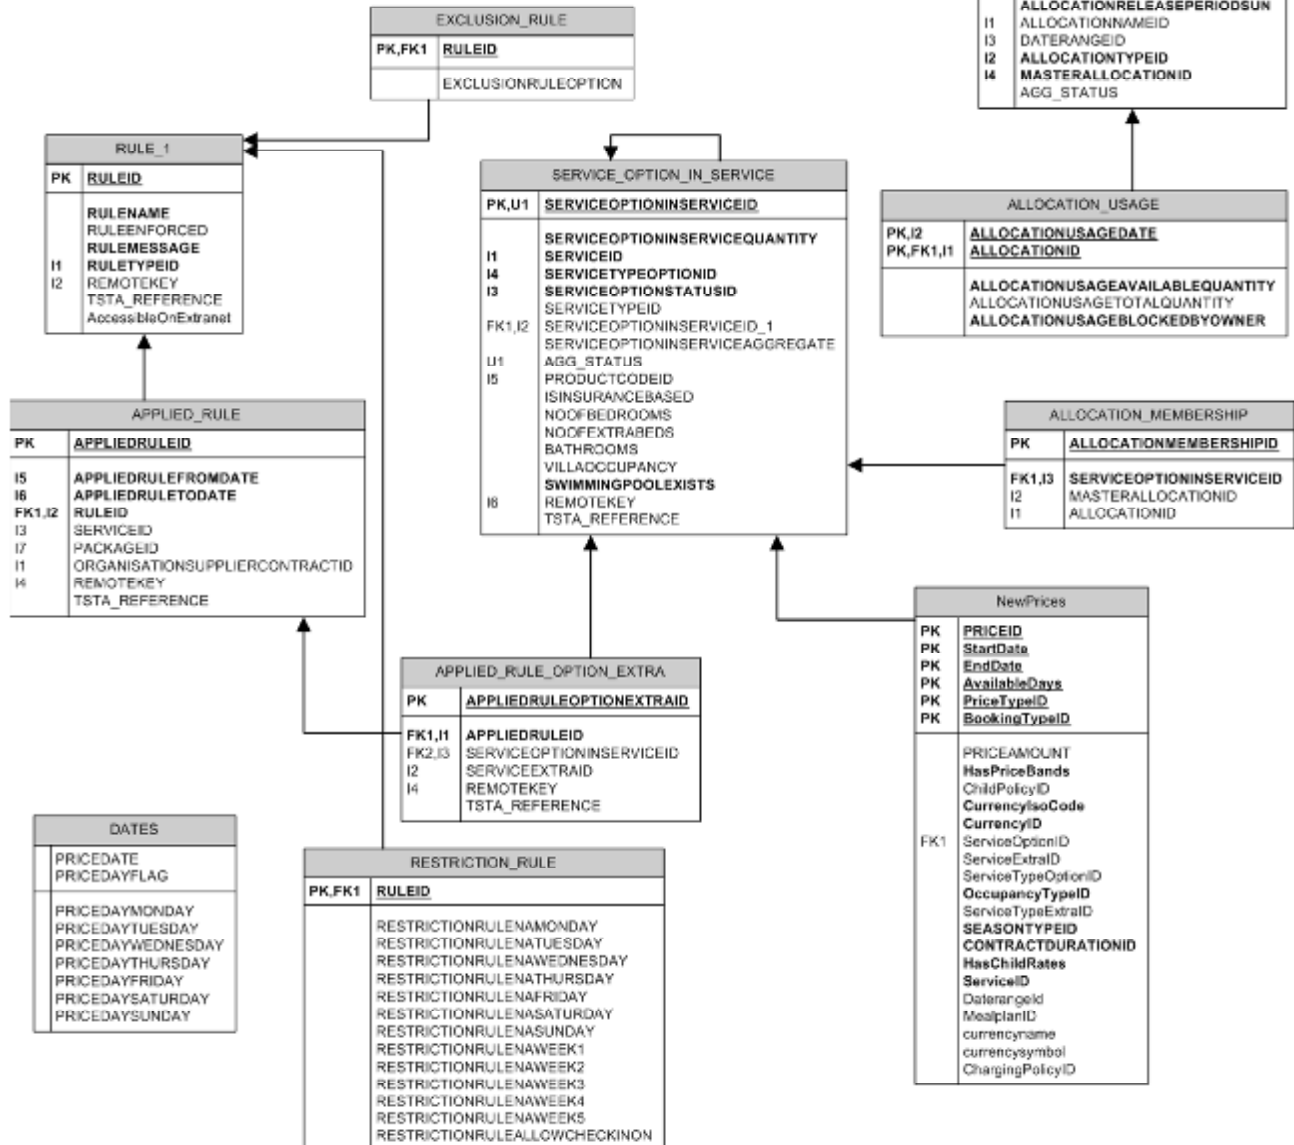 EXCLUSION_RULE
PK,FK1 RULEID
EXCLUSIONRULEOPTION
ALLOCATIONRELEASEPERIODSUN
I1 ALLOCATIONNAMEID
I3 DATERANGEID
I2 ALLOCATIONTYPEID
I4 MASTERALLOCATIONID
AGG_STATUS
RULE_1
PK RULEID
RULENAME
RULEENFORCED
RULEMESSAGE
I1 RULETYPEID
I2 REMOTEKEY
TSTA_REFERENCE
AccessibleOnExtranet
SERVICE_OPTION_IN_SERVICE
PK,U1 SERVICEOPTIONINSERVICEID
SERVICEOPTIONINSERVICEQUANTITY
I1 SERVICEID
I4 SERVICETYPEOPTIONID
I3 SERVICEOPTIONSTATUSID
SERVICETYPEID
FK1,I2 SERVICEOPTIONINSERVICEID_1
SERVICEOPTIONINSERVICEAGGREGATE
U1 AGG_STATUS
I5 PRODUCTCODEID
ISINSURANCEBASED
NOOFBEDROOMS
NOOFEXTRABEDS
BATHROOMS
VILLAOCCUPANCY
SWIMMINGPOOLEXISTS
I6 REMOTEKEY
TSTA_REFERENCE
ALLOCATION_USAGE
PK,I2 ALLOCATIONUSAGEDATE
PK,FK1,I1 ALLOCATIONID
ALLOCATIONUSAGEAVAILABLEQUANTITY
ALLOCATIONUSAGETOTALQUANTITY
ALLOCATIONUSAGEBLOCKEDBYOWNER
APPLIED_RULE
PK APPLIEDRULEID
I5 APPLIEDRULEFROMDATE
I6 APPLIEDRULETODATE
FK1,I2 RULEID
I3 SERVICEID
I7 PACKAGEID
I1 ORGANISATIONSUPPLIERCONTRACTID
I4 REMOTEKEY
TSTA_REFERENCE
ALLOCATION_MEMBERSHIP
PK ALLOCATIONMEMBERSHIPID
FK1,I3 SERVICEOPTIONINSERVICEID
I2 MASTERALLOCATIONID
I1 ALLOCATIONID
APPLIED_RULE_OPTION_EXTRA
PK APPLIEDRULEOPTIONEXTRAID
FK1,I1 APPLIEDRULEID
FK2,I3 SERVICEOPTIONINSERVICEID
I2 SERVICEEXTRAID
I4 REMOTEKEY
TSTA_REFERENCE
NewPrices
PK PRICEID
PK StartDate
PK EndDate
PK AvailableDays
PK PriceTypeID
PK BookingTypeID
PRICEAMOUNT
HasPriceBands
ChildPolicyID
CurrencyIsoCode
CurrencyID
FK1 ServiceOptionID
ServiceExtraID
ServiceTypeOptionID
OccupancyTypeID
ServiceTypeExtraID
SEASONTYPEID
CONTRACTDURATIONID
HasChildRates
ServiceID
DaterangeId
MealplanID
currencyname
currencysymbol
ChargingPolicyID
DATES
PRICEDATE
PRICEDAYFLAG
PRICEDAYMONDAY
PRICEDAYTUESDAY
PRICEDAYWEDNESDAY
PRICEDAYTHURSDAY
PRICEDAYFRIDAY
PRICEDAYSATURDAY
PRICEDAYSUNDAY
RESTRICTION_RULE
PK,FK1 RULEID
RESTRICTIONRULENAMONDAY
RESTRICTIONRULENATUESDAY
RESTRICTIONRULENAWEDNESDAY
RESTRICTIONRULENATHURSDAY
RESTRICTIONRULENAFRIDAY
RESTRICTIONRULENASATURDAY
RESTRICTIONRULENASUNDAY
RESTRICTIONRULENAWEEK1
RESTRICTIONRULENAWEEK2
RESTRICTIONRULENAWEEK3
RESTRICTIONRULENAWEEK4
RESTRICTIONRULENAWEEK5
RESTRICTIONRULEALLOWCHECKINON